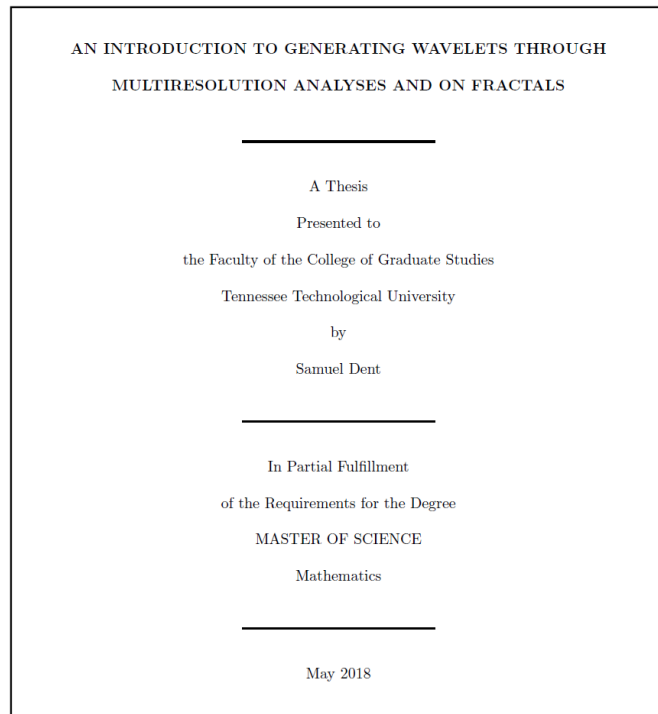 AN INTRODUCTION TO GENERATING WAVELETS THROUGH
MULTIRESOLUTION ANALYSES AND ON FRACTALS
A Thesis
Presented to
the Faculty of the College of Graduate Studies
Tennessee Technological University
by
Samuel Dent
In Partial Fulfillment
of the Requirements for the Degree
MASTER OF SCIENCE
Mathematics
May 2018